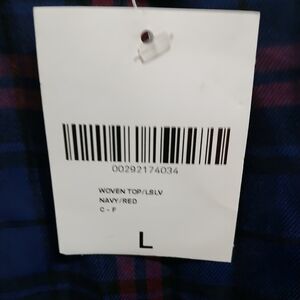 00292174034
WOVEN TOP/LSLV
NAVY/RED
C - F
L